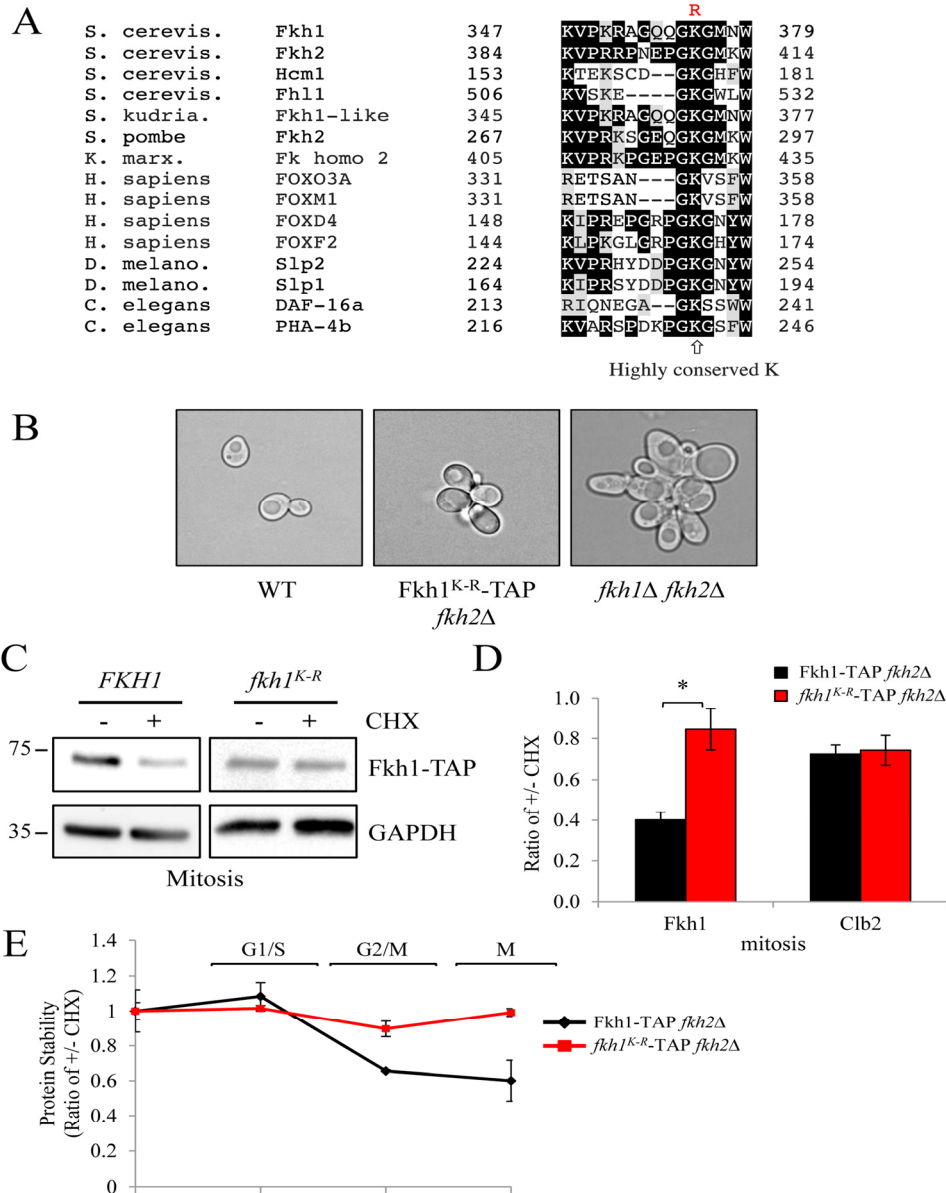 A
R
S. cerevis. Fkh1 347 KVPKRAGQQGKGMNW 379
S. cerevis. Fkh2 384 KVPRRPNEPGKGMKW 414
S. cerevis. Hcm1 153 KTEKSCD--GKGHFW 181
S. cerevis. Fhl1 506 KVSKE----GKGWLW 532
S. kudria. Fkh1-like 345 KVPKRAGQQGKGMNW 377
S. pombe Fkh2 267 KVPRKSGEQGKGMKW 297
K. marx. Fk homo 2 405 KVPRKPGEPGKGMKW 435
H. sapiens FOXO3A 331 RETSAN---GKVSFW 358
H. sapiens FOXM1 331 RETSAN---GKVSFW 358
H. sapiens FOXD4 148 KIPREPGRPGKGNYW 178
H. sapiens FOXF2 144 KLPKGLGRPGKGHYW 174
D. melano. Slp2 224 KVPRHYDDPGKGNYW 254
D. melano. Slp1 164 KIPRSYDDPGKGNYW 194
C. elegans DAF-16a 213 RIQNEGA--GKSSWW 241
C. elegans PHA-4b 216 KVARSPDKPGKGSFW 246
Highly conserved K
B
WT
Fkh1K-R-TAP
fkh2Δ
fkh1Δ fkh2Δ
C
FKH1 fkh1K-R
- + - + CHX
75
Fkh1-TAP
35
GAPDH
Mitosis
D
Fkh1-TAP fkh2Δ
fkh1K-R-TAP fkh2Δ
*
Ratio of +/- CHX
1.0
0.8
0.6
0.4
0.2
0.0
Fkh1 Clb2
mitosis
E
G1/S G2/M M
Protein Stability
(Ratio of +/- CHX)
1.4
1.2
1
0.8
0.6
0.4
0.2
0
Fkh1-TAP fkh2Δ
fkh1K-R-TAP fkh2Δ